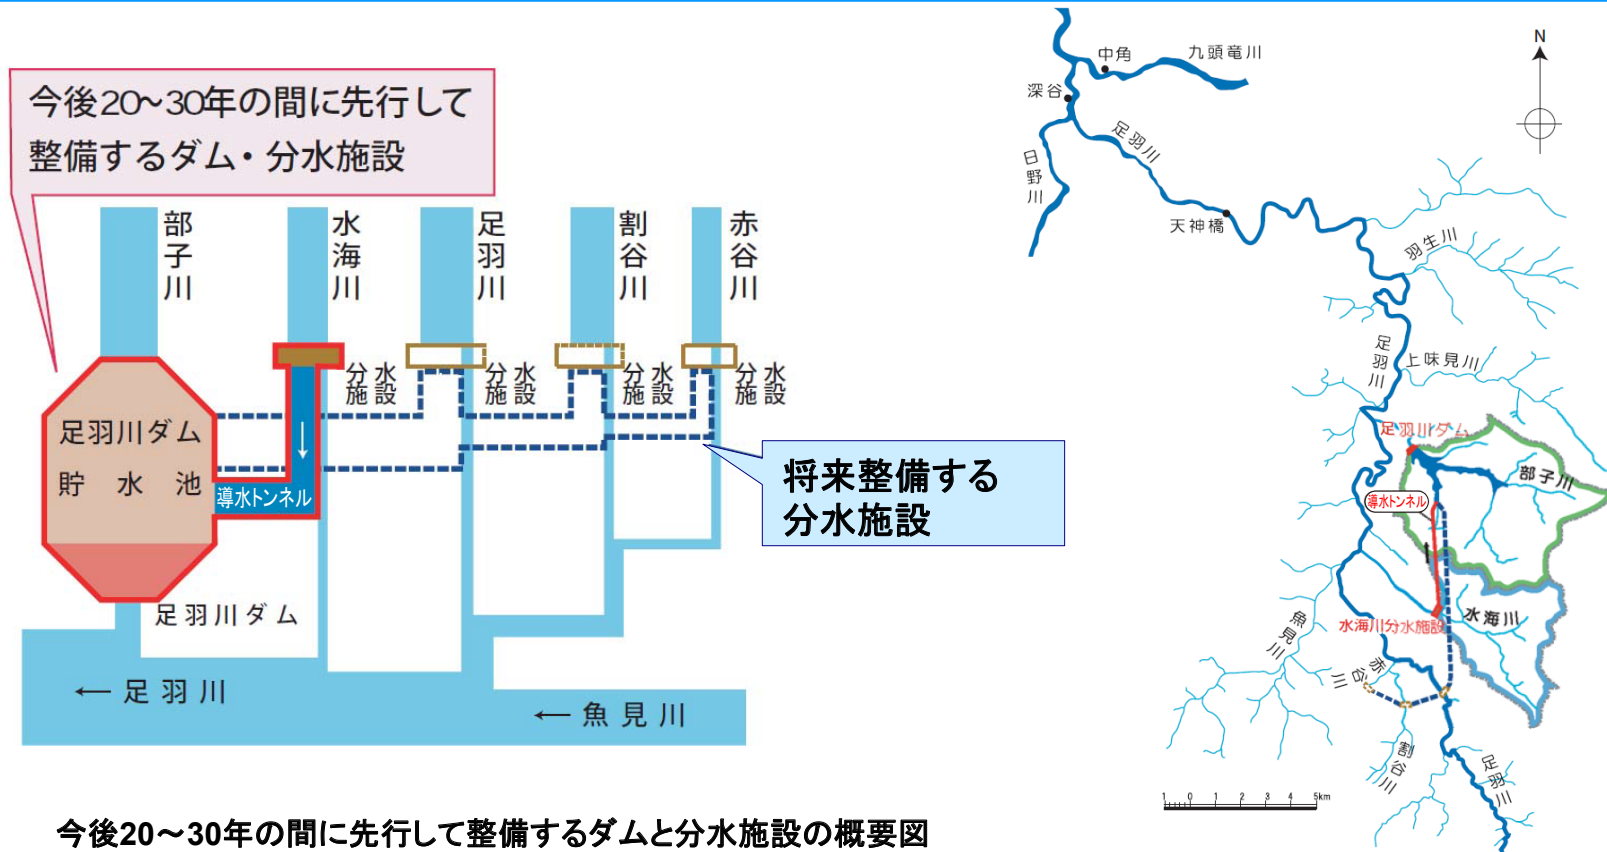 今後20～30年の間に先行して
整備するダム・分水施設
部子川
水海川
足羽川
割谷川
赤谷川
分水施設
分水施設
分水施設
分水施設
足羽川ダム
貯水池
導水トンネル
将来整備する
分水施設
足羽川ダム
← 足羽川
← 魚見川
今後20～30年の間に先行して整備するダムと分水施設の概要図
N
中角
九頭竜川
深谷
足羽川
日野川
天神橋
羽生川
足羽川
上味見川
足羽川ダム
部子川
導水トンネル
水海川
水海川分水施設
魚見川
赤谷川
割谷川
足羽川
1 0 1 2 3 4 5km